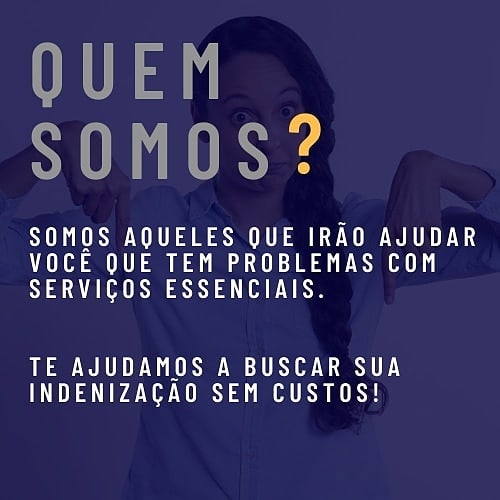 QUEM
SOMOS?
SOMOS AQUELES QUE IRÃO AJUDAR
VOCÊ QUE TEM PROBLEMAS COM
SERVIÇOS ESSENCIAIS.
TE AJUDAMOS A BUSCAR SUA
INDENIZAÇÃO SEM CUSTOS!